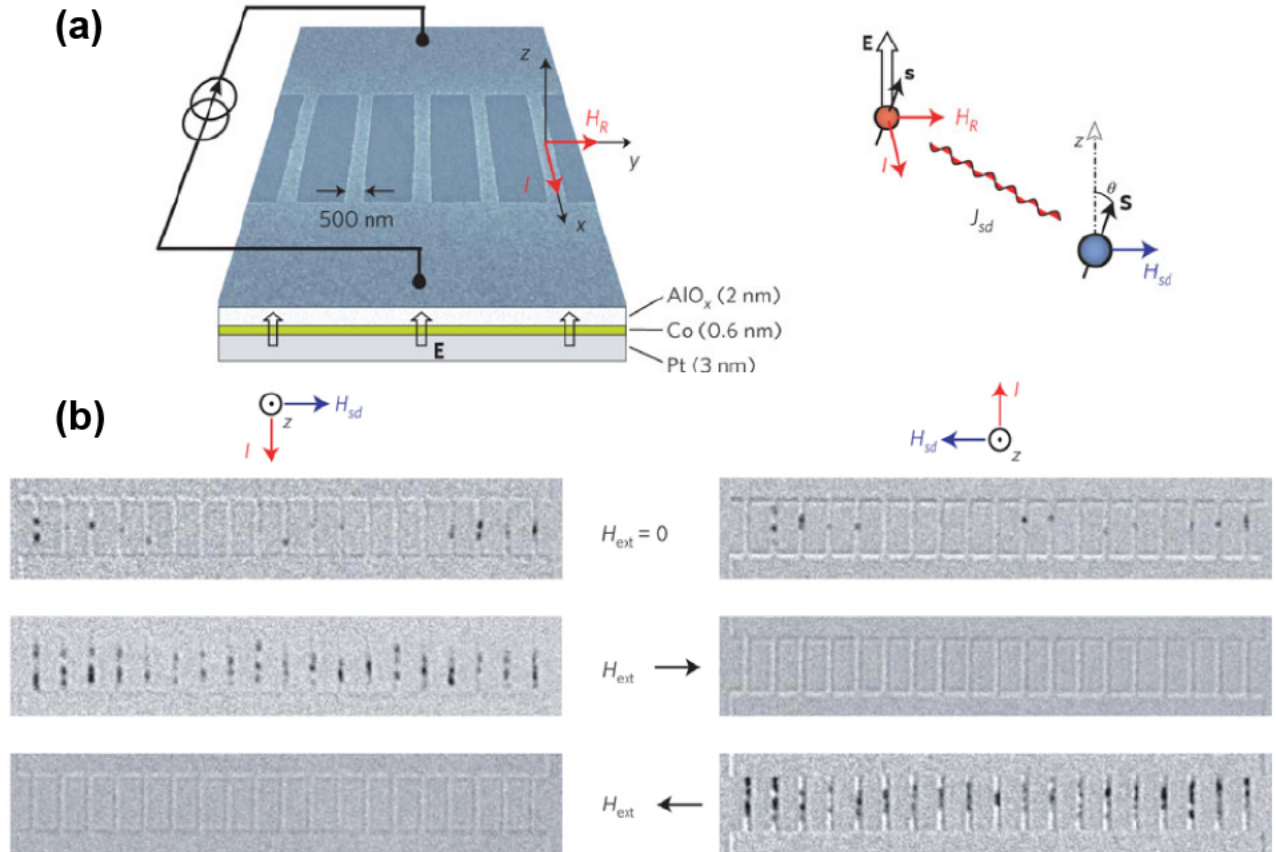 (a)
z
H_R
y
I
x
500 nm
E
AlO_x (2 nm)
Co (0.6 nm)
Pt (3 nm)
E
s
H_R
I
J_sd
z
θ
S
H_sd
(b)
H_sd
z
I
I
H_sd
z
H_ext = 0
H_ext
H_ext